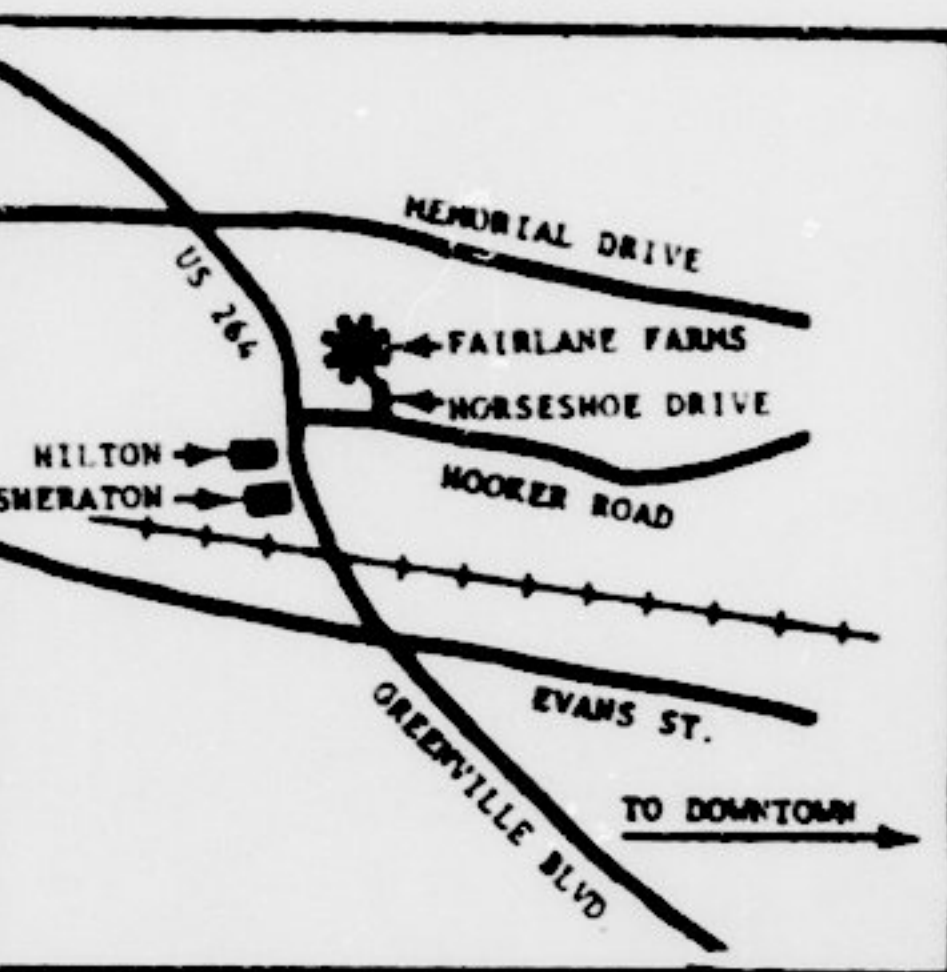 MEMORIAL DRIVE
US 264
FAIRLANE FARMS
HORSESHOE DRIVE
HILTON
HOOKER ROAD
SHERATON
EVANS ST.
GREENVILLE BLVD.
TO DOWNTOWN